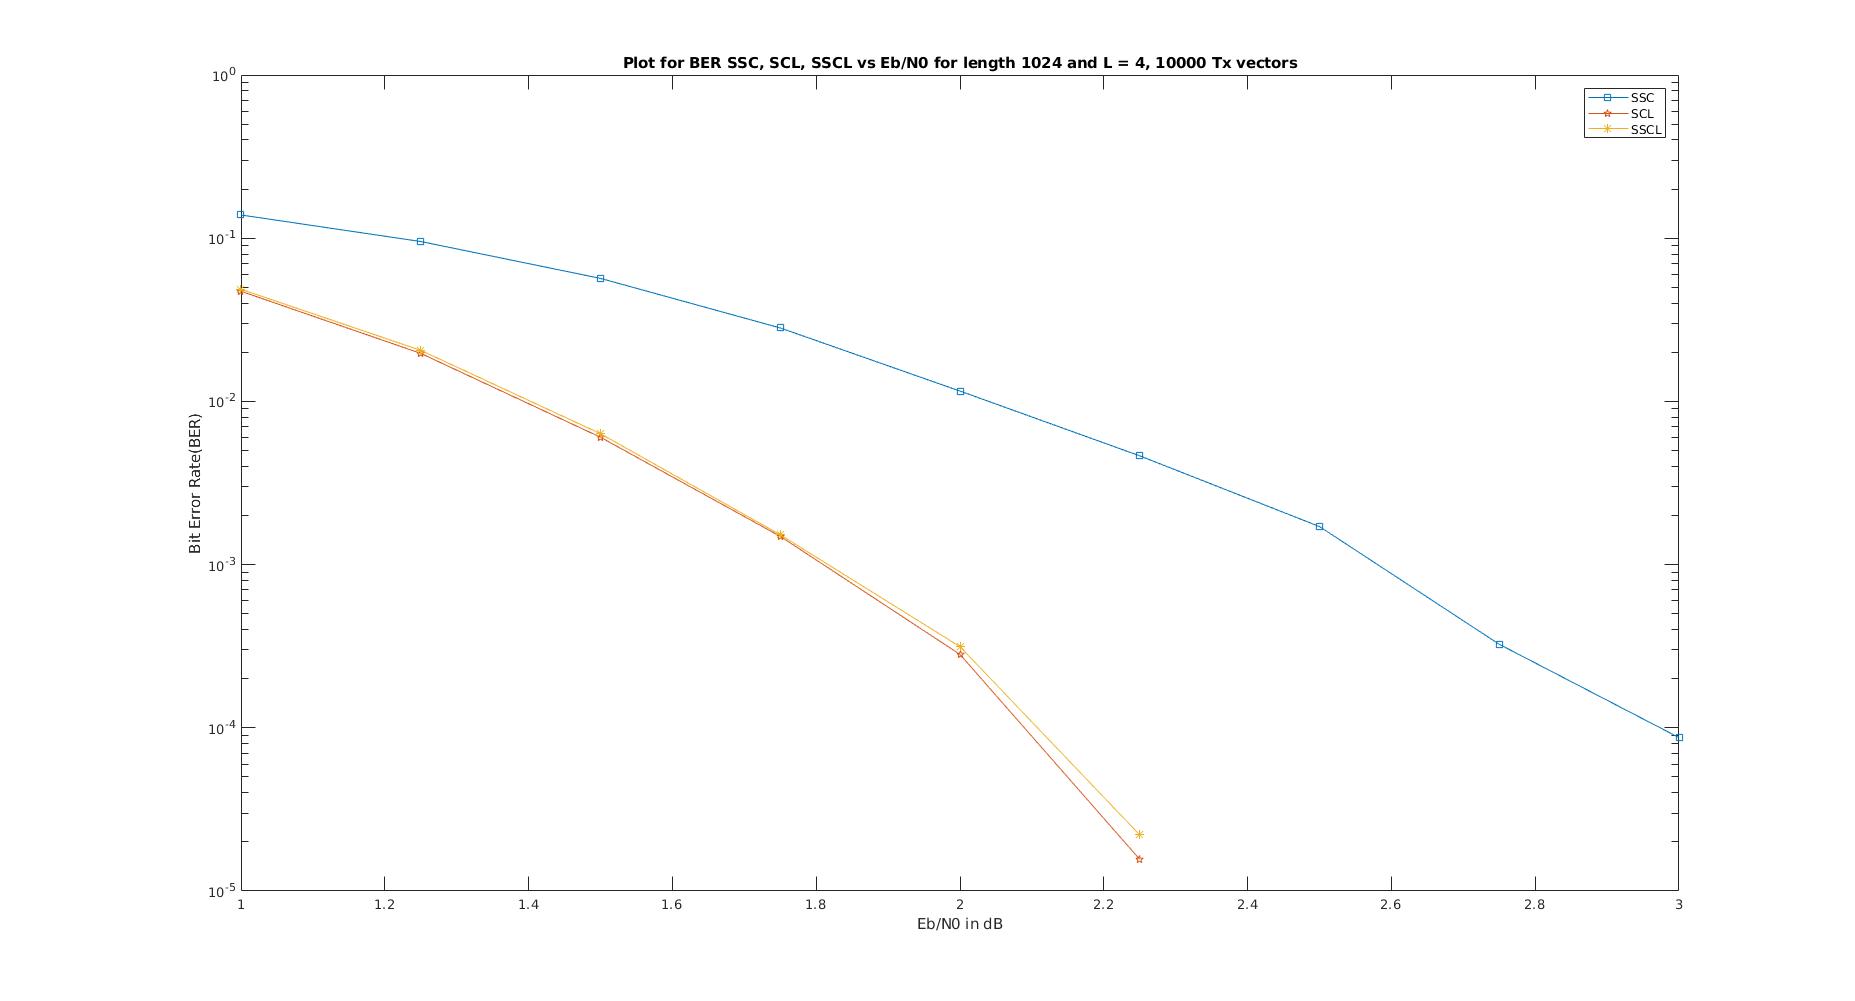 Plot for BER SSC, SCL, SSCL vs Eb/N0 for length 1024 and L = 4, 10000 Tx vectors
10^0
SSC
SCL
SSCL
10^-1
10^-2
Bit Error Rate(BER)
10^-3
10^-4
10^-5
1 1.2 1.4 1.6 1.8 2 2.2 2.4 2.6 2.8 3
Eb/N0 in dB